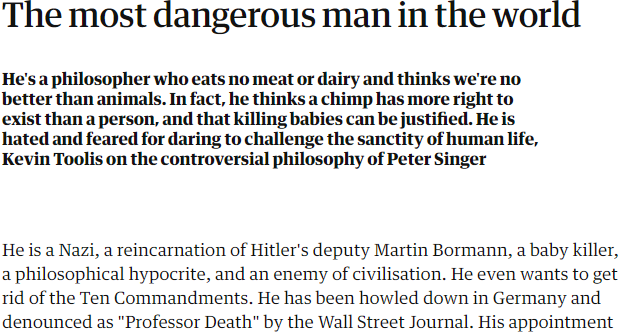 The most dangerous man in the world
He's a philosopher who eats no meat or dairy and thinks we're no
better than animals. In fact, he thinks a chimp has more right to
exist than a person, and that killing babies can be justified. He is
hated and feared for daring to challenge the sanctity of human life,
Kevin Toolis on the controversial philosophy of Peter Singer
He is a Nazi, a reincarnation of Hitler's deputy Martin Bormann, a baby killer,
a philosophical hypocrite, and an enemy of civilisation. He even wants to get
rid of the Ten Commandments. He has been howled down in Germany and
denounced as "Professor Death" by the Wall Street Journal. His appointment